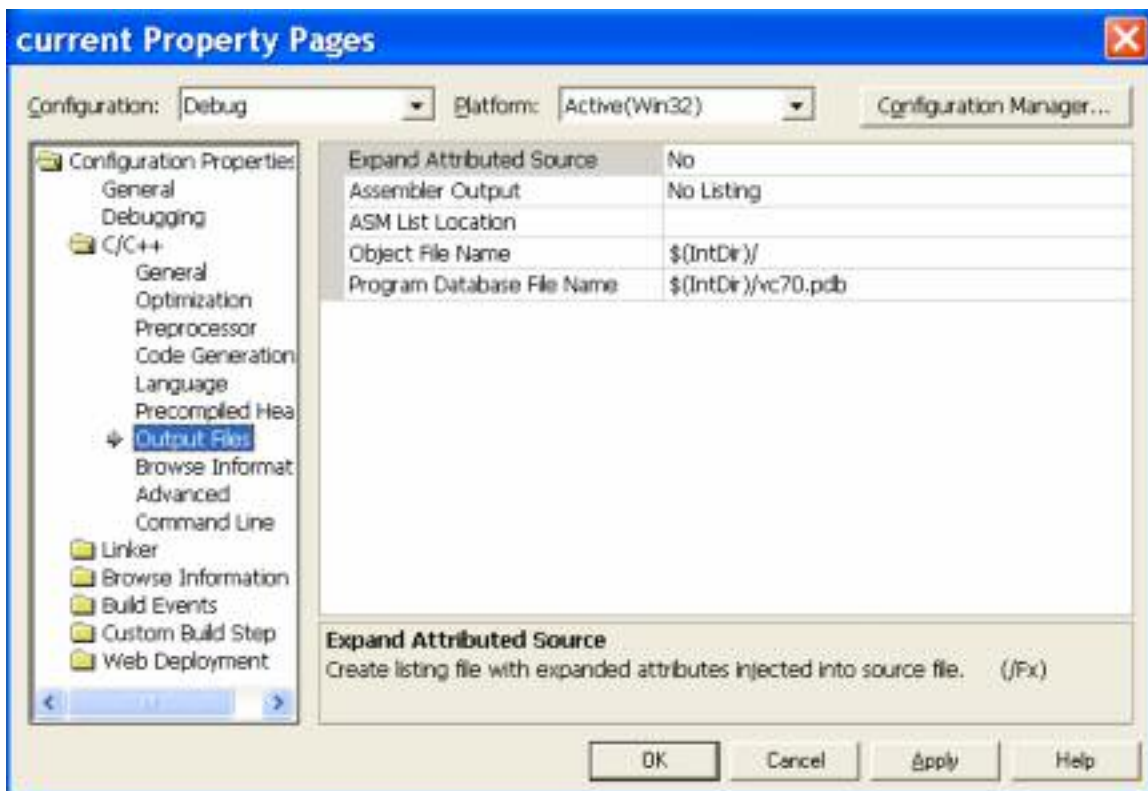 current Property Pages
Configuration: Debug Platform: Active(Win32) Configuration Manager...
Configuration Properties
General
Debugging
C/C++
General
Optimization
Preprocessor
Code Generation
Language
Precompiled Hea
Output Files
Browse Informat
Advanced
Command Line
Linker
Browse Information
Build Events
Custom Build Step
Web Deployment
Expand Attributed Source No
Assembler Output No Listing
ASM List Location
Object File Name $(IntDir)/
Program Database File Name $(IntDir)/vc70.pdb
Expand Attributed Source
Create listing file with expanded attributes injected into source file. (/Fx)
OK Cancel Apply Help